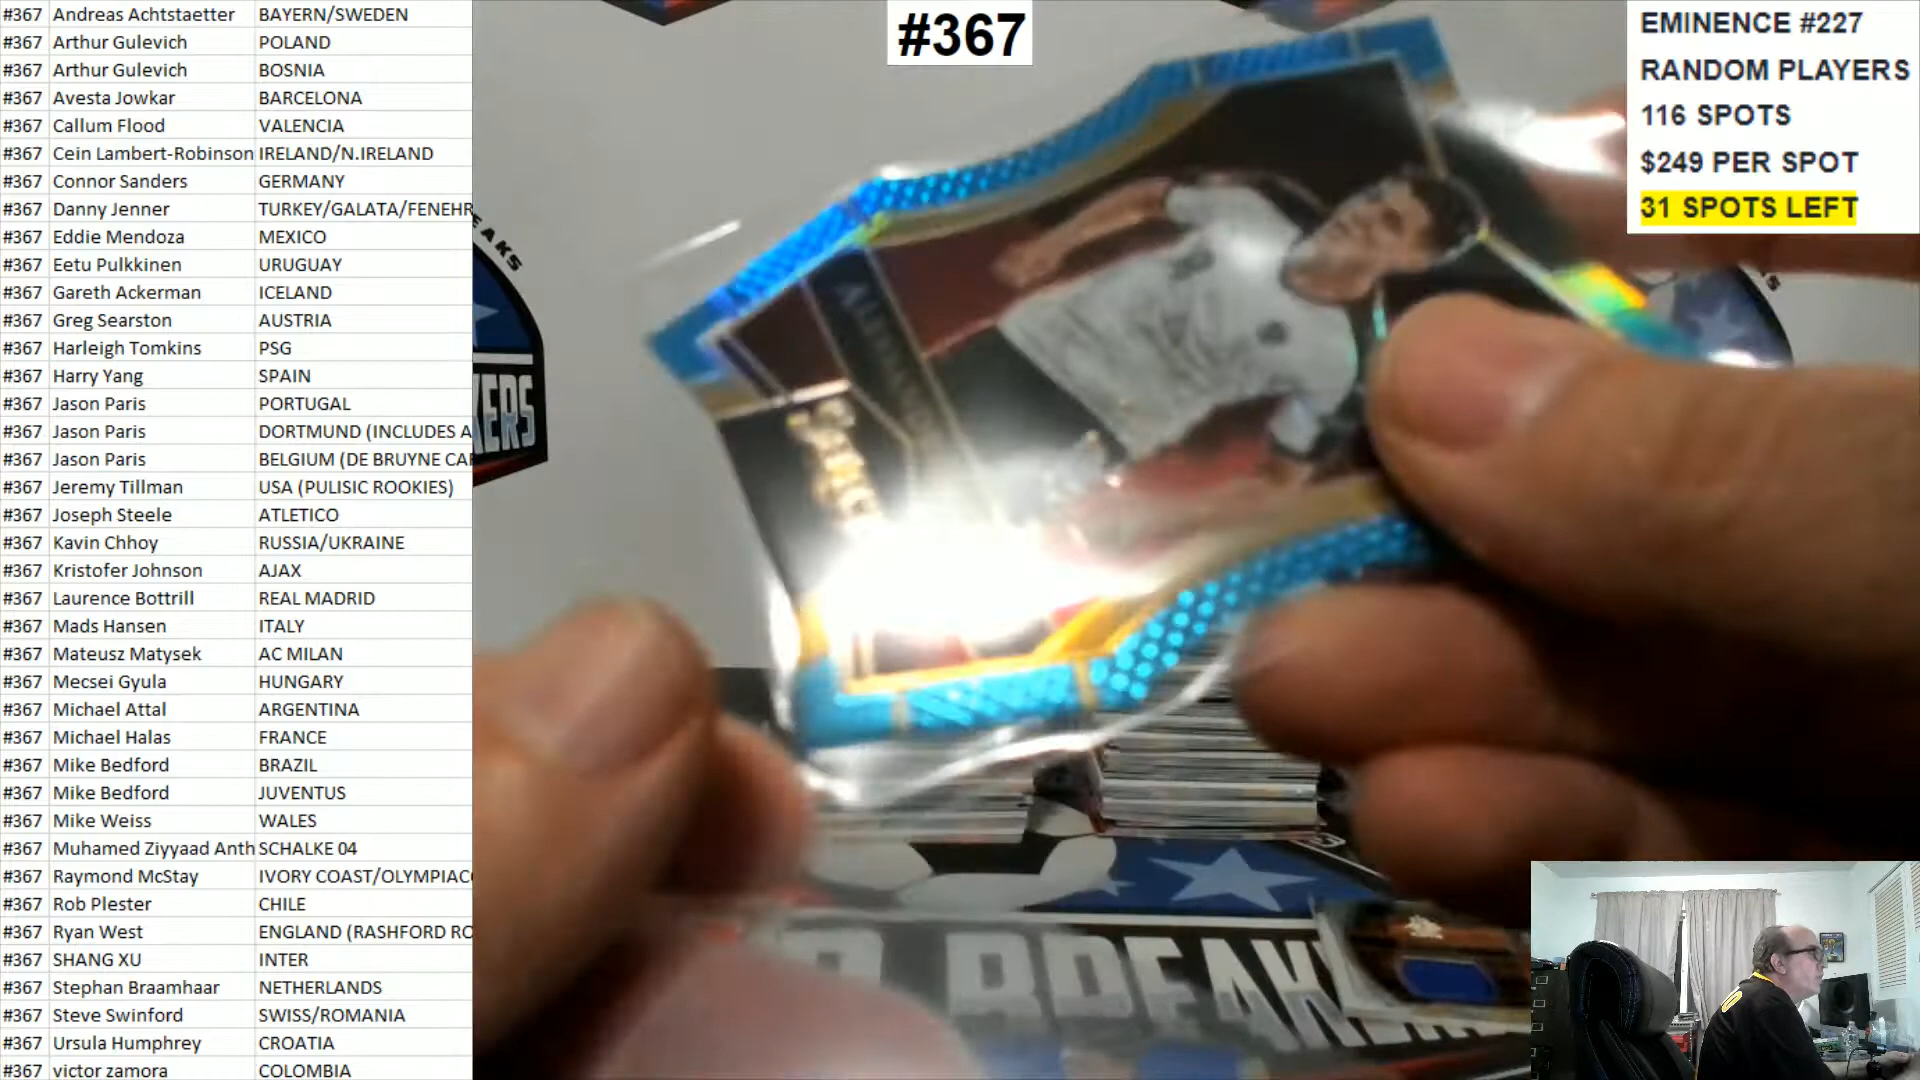 #367 Andreas Achtstaetter BAYERN/SWEDEN
#367 Arthur Gulevich POLAND
#367 Arthur Gulevich BOSNIA
#367 Avesta Jowkar BARCELONA
#367 Callum Flood VALENCIA
#367 Cein Lambert-Robinson IRELAND/N.IRELAND
#367 Connor Sanders GERMANY
#367 Danny Jenner TURKEY/GALATA/FENEHR
#367 Eddie Mendoza MEXICO
#367 Eetu Pulkkinen URUGUAY
#367 Gareth Ackerman ICELAND
#367 Greg Searston AUSTRIA
#367 Harleigh Tomkins PSG
#367 Harry Yang SPAIN
#367 Jason Paris PORTUGAL
#367 Jason Paris DORTMUND (INCLUDES A
#367 Jason Paris BELGIUM (DE BRUYNE CAR
#367 Jeremy Tillman USA (PULISIC ROOKIES)
#367 Joseph Steele ATLETICO
#367 Kavin Chhoy RUSSIA/UKRAINE
#367 Kristofer Johnson AJAX
#367 Laurence Bottrill REAL MADRID
#367 Mads Hansen ITALY
#367 Mateusz Matysek AC MILAN
#367 Mecsei Gyula HUNGARY
#367 Michael Attal ARGENTINA
#367 Michael Halas FRANCE
#367 Mike Bedford BRAZIL
#367 Mike Bedford JUVENTUS
#367 Mike Weiss WALES
#367 Muhamed Ziyyaad Anth SCHALKE 04
#367 Raymond McStay IVORY COAST/OLYMPIAC
#367 Rob Plester CHILE
#367 Ryan West ENGLAND (RASHFORD RO
#367 SHANG XU INTER
#367 Stephan Braamhaar NETHERLANDS
#367 Steve Swinford SWISS/ROMANIA
#367 Ursula Humphrey CROATIA
#367 victor zamora COLOMBIA
#367
EMINENCE #227
RANDOM PLAYERS
116 SPOTS
$249 PER SPOT
31 SPOTS LEFT
EAKS
KERS
BREAK